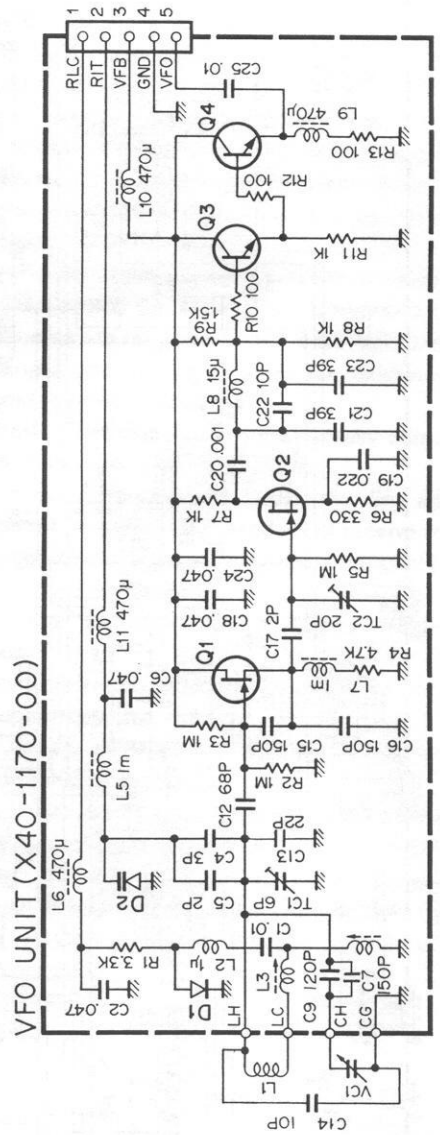 VFO UNIT (X40-1170 00)
RLC 1
RIT 2
VFB 3
GND 4
VFO 5
L6 470μ
L5 1m
L11 470μ
L10 470μ
C25 .01
C2 .047
R1 3.3K
D2
C6 .047
Q4
L9 470μ
R13 100
R12 100
Q3
R11 1K
D1
L2 1μ
C5 2P
C4 3P
R3 1M
Q1
C18 .047
C24 .047
R7 1K
C20 .001
L8 15μ
R9 1.5K
R10 100
LH
C1 .01
TC1 6P
C13 22P
C12 68P
R2 1M
C15 150P
C17 2P
Q2
C22 10P
R8 1K
L1
LC
L3
C9 120P
C7 150P
C16 150P
L7 1m
R4 4.7K
TC2 20P
R5 1M
R6 330
C19 .022
C21 39P
C23 39P
CH
CG
VC1
C14 10P